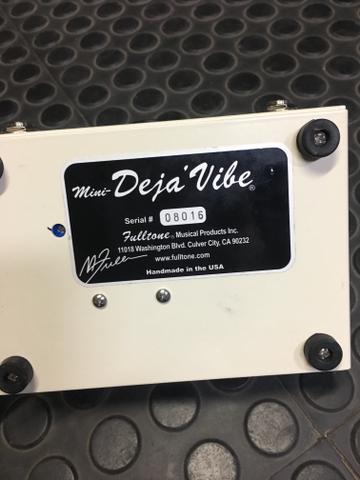 Mini-Deja'Vibe®
Serial # 08016
Fulltone® Musical Products Inc.
11018 Washington Blvd. Culver City, CA 90232
www.fulltone.com
M Fuller
Handmade in the USA